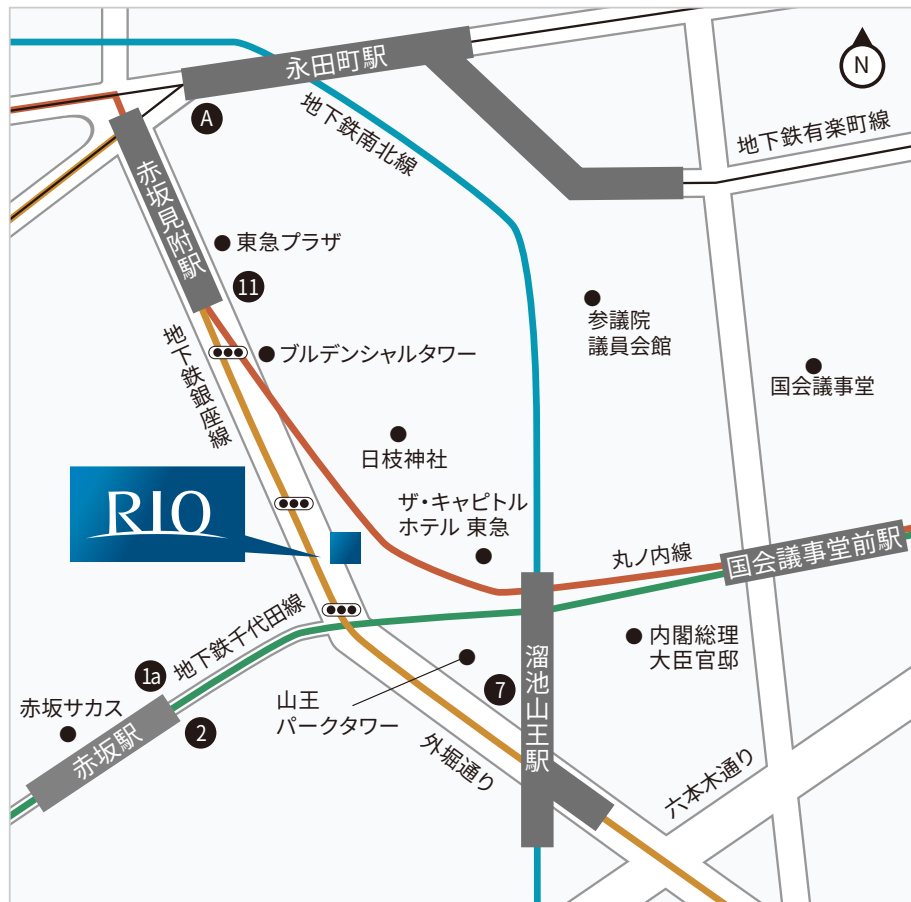 N
永田町駅
A
地下鉄南北線
地下鉄有楽町線
赤坂見附駅
東急プラザ
11
参議院
議員会館
ブルデンシャルタワー
地下鉄銀座線
国会議事堂
日枝神社
RIO
ザ・キャピトル
ホテル 東急
丸ノ内線
国会議事堂前駅
地下鉄千代田線
内閣総理
大臣官邸
溜池山王駅
1a
7
赤坂サカス
2
山王
パークタワー
赤坂駅
外堀通り
六本木通り